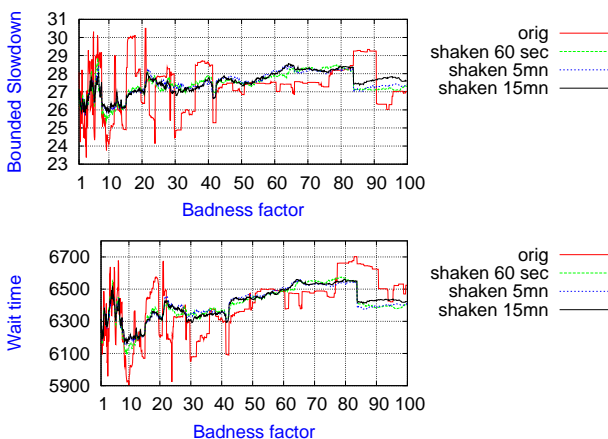 31
30
29
28
27
26
25
24
23
Bounded Slowdown
1 10 20 30 40 50 60 70 80 90 100
Badness factor
orig
shaken 60 sec
shaken 5mn
shaken 15mn
6700
6500
6300
6100
5900
Wait time
1 10 20 30 40 50 60 70 80 90 100
Badness factor
orig
shaken 60 sec
shaken 5mn
shaken 15mn